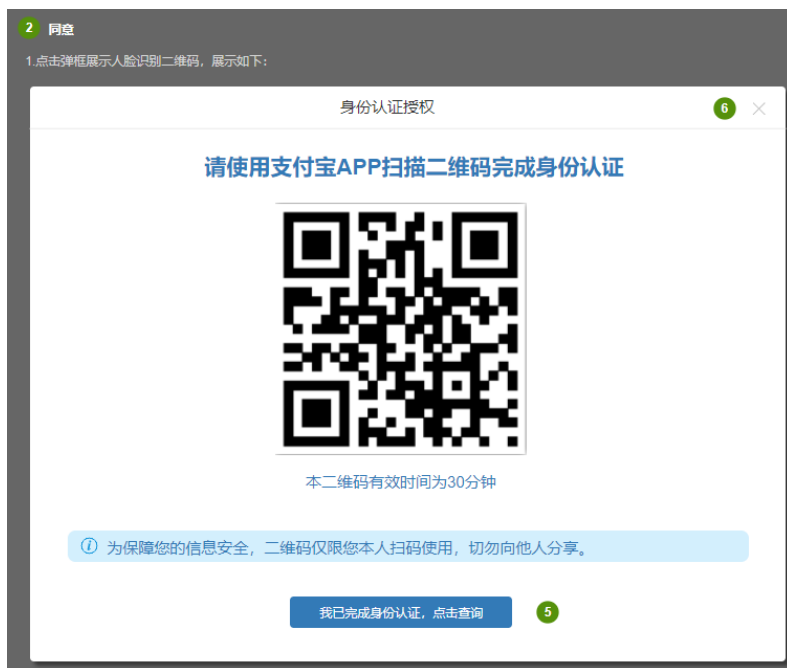 2 同意
1.点击弹框展示人脸识别二维码，展示如下：
身份认证授权 6
请使用支付宝APP扫描二维码完成身份认证
本二维码有效时间为30分钟
为保障您的信息安全，二维码仅限您本人扫码使用，切勿向他人分享。
我已完成身份认证，点击查询 5